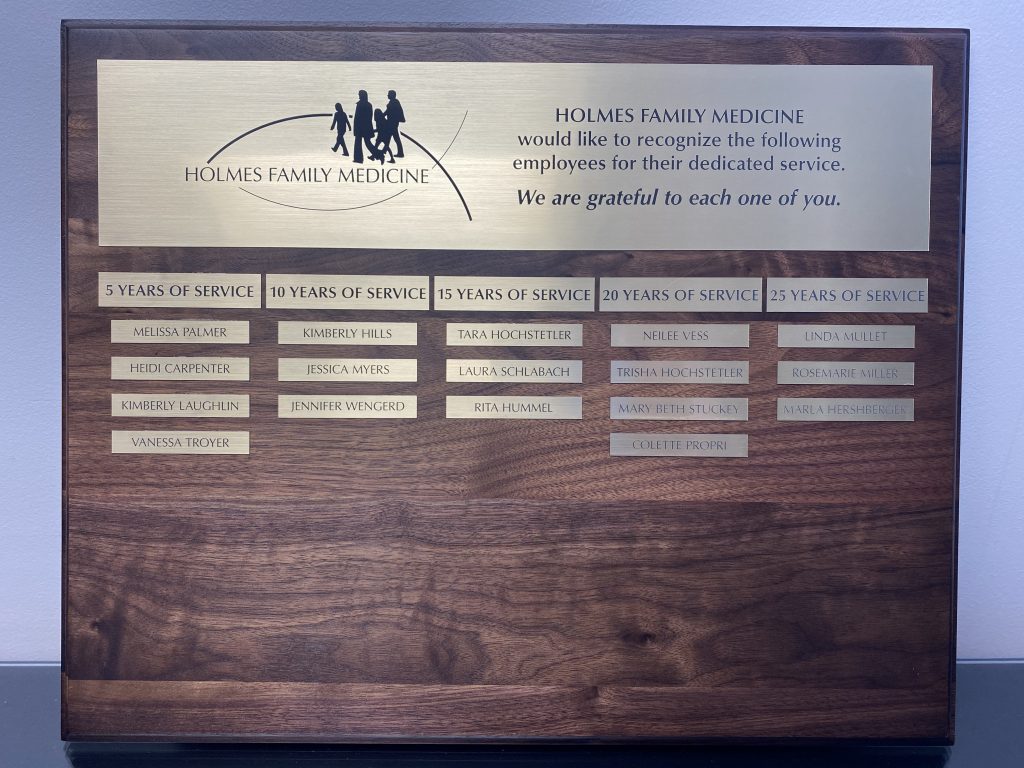 HOLMES FAMILY MEDICINE
HOLMES FAMILY MEDICINE
would like to recognize the following
employees for their dedicated service.
We are grateful to each one of you.
5 YEARS OF SERVICE
MELISSA PALMER
HEIDI CARPENTER
KIMBERLY LAUGHLIN
VANESSA TROYER
10 YEARS OF SERVICE
KIMBERLY HILLS
JESSICA MYERS
JENNIFER WENGERD
15 YEARS OF SERVICE
TARA HOCHSTETLER
LAURA SCHLABACH
RITA HUMMEL
20 YEARS OF SERVICE
NEILEE VESS
TRISHA HOCHSTETLER
MARY BETH STUCKEY
COLETTE PROPRI
25 YEARS OF SERVICE
LINDA MULLET
ROSEMARIE MILLER
MARLA HERSHBERGER